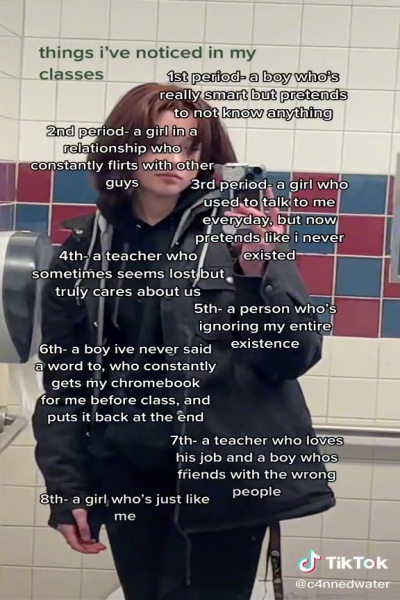 things i've noticed in my
classes
1st period- a boy who's
really smart but pretends
to not know anything
2nd period- a girl in a
relationship who
constantly flirts with other
guys
3rd period- a girl who
used to talk to me
everyday, but now
pretends like i never
existed
4th- a teacher who
sometimes seems lost but
truly cares about us
5th- a person who's
ignoring my entire
existence
6th- a boy ive never said
a word to, who constantly
gets my chromebook
for me before class, and
puts it back at the end
7th- a teacher who loves
his job and a boy whos
friends with the wrong
people
8th- a girl who's just like
me
TikTok
@c4nnedwater